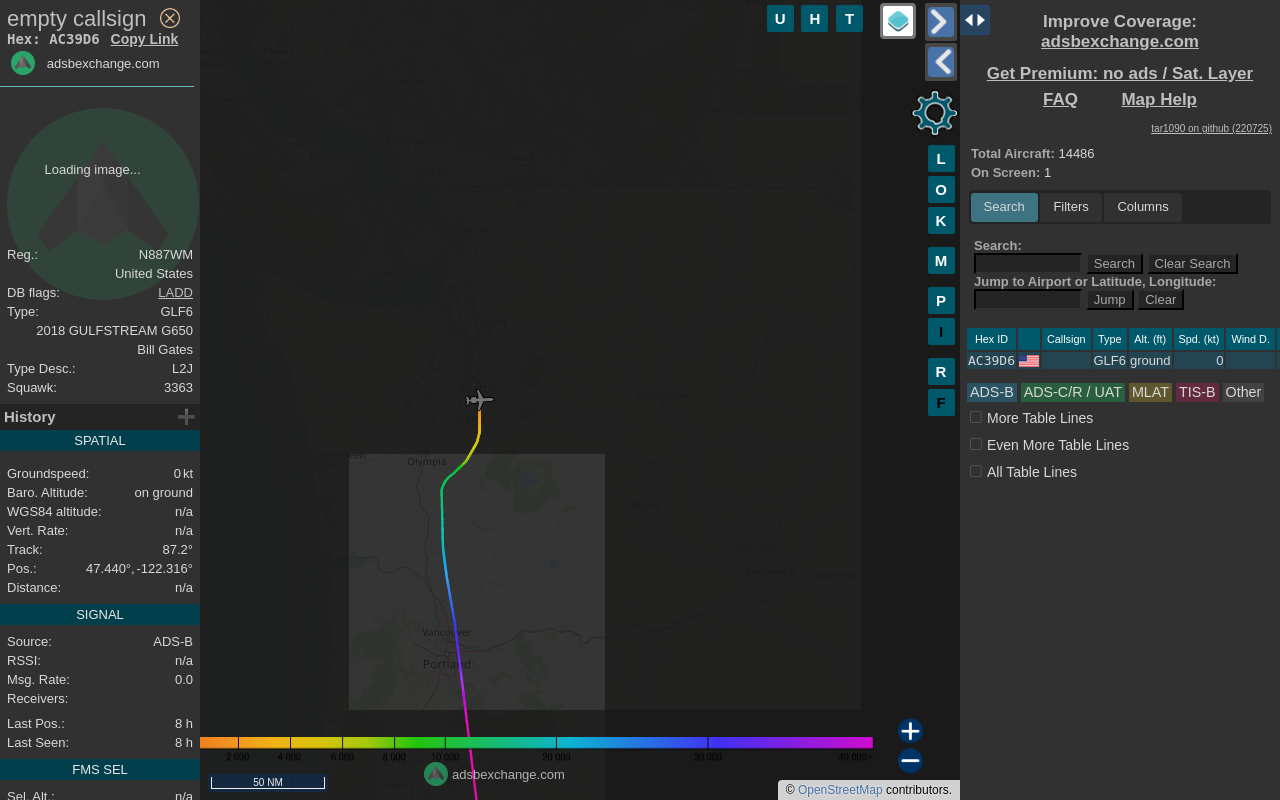 empty callsign
Hex: AC39D6 Copy Link
adsbexchange.com
Loading image...
Reg.: N887WM
United States
DB flags: LADD
Type: GLF6
2018 GULFSTREAM G650
Bill Gates
Type Desc.: L2J
Squawk: 3363
History
SPATIAL
Groundspeed: 0 kt
Baro. Altitude: on ground
WGS84 altitude: n/a
Vert. Rate: n/a
Track: 87.2°
Pos.: 47.440°, -122.316°
Distance: n/a
SIGNAL
Source: ADS-B
RSSI: n/a
Msg. Rate: 0.0
Receivers:
Last Pos.: 8 h
Last Seen: 8 h
FMS SEL
Sel. Alt.: n/a
U H T
L
O
K
M
P
I
R
F
Olympia
Vancouver
Portland
2 000 4 000 6 000 8 000 10 000 20 000 30 000 40 000+
50 NM
adsbexchange.com
© OpenStreetMap contributors.
Improve Coverage:
adsbexchange.com
Get Premium: no ads / Sat. Layer
FAQ Map Help
tar1090 on github (220725)
Total Aircraft: 14486
On Screen: 1
Search Filters Columns
Search:
Search Clear Search
Jump to Airport or Latitude, Longitude:
Jump Clear
Hex ID Callsign Type Alt. (ft) Spd. (kt) Wind D.
AC39D6 GLF6 ground 0
ADS-B ADS-C/R / UAT MLAT TIS-B Other
More Table Lines
Even More Table Lines
All Table Lines